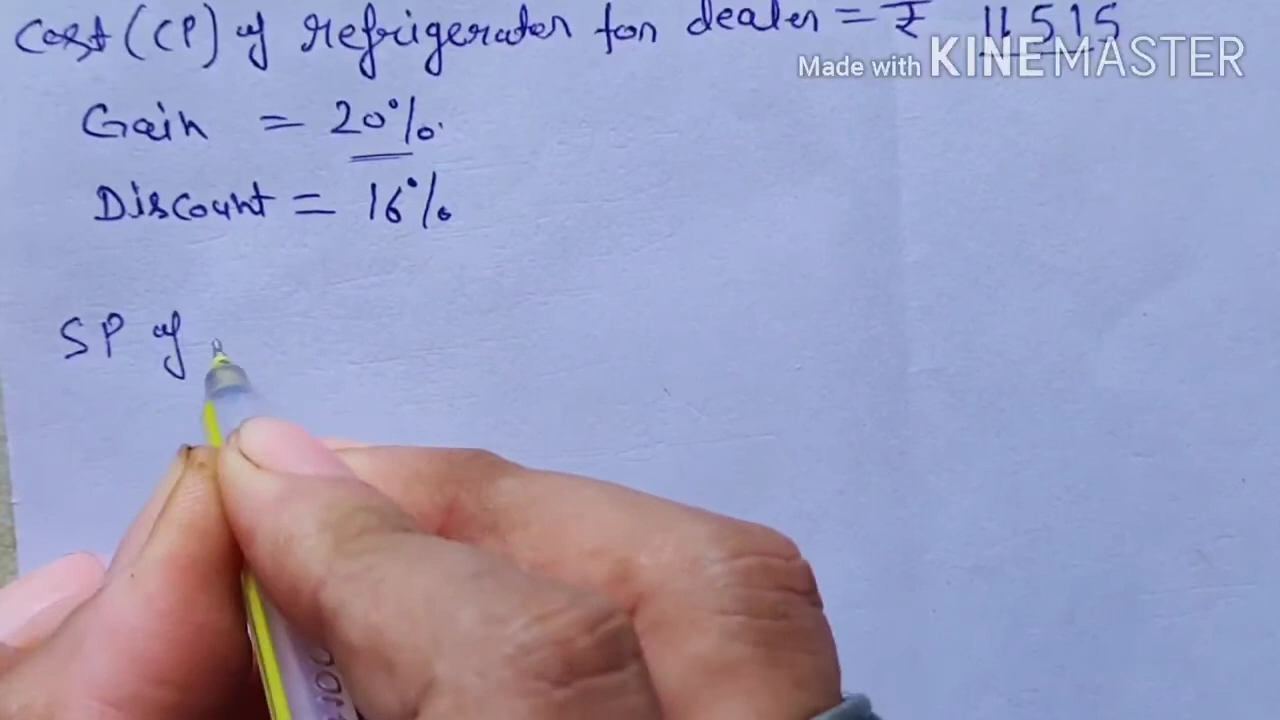 Cost (CP) of refrigerator for dealer = ₹ 11515
Made with KINEMASTER
Gain = 20%
Discount = 16%
SP of